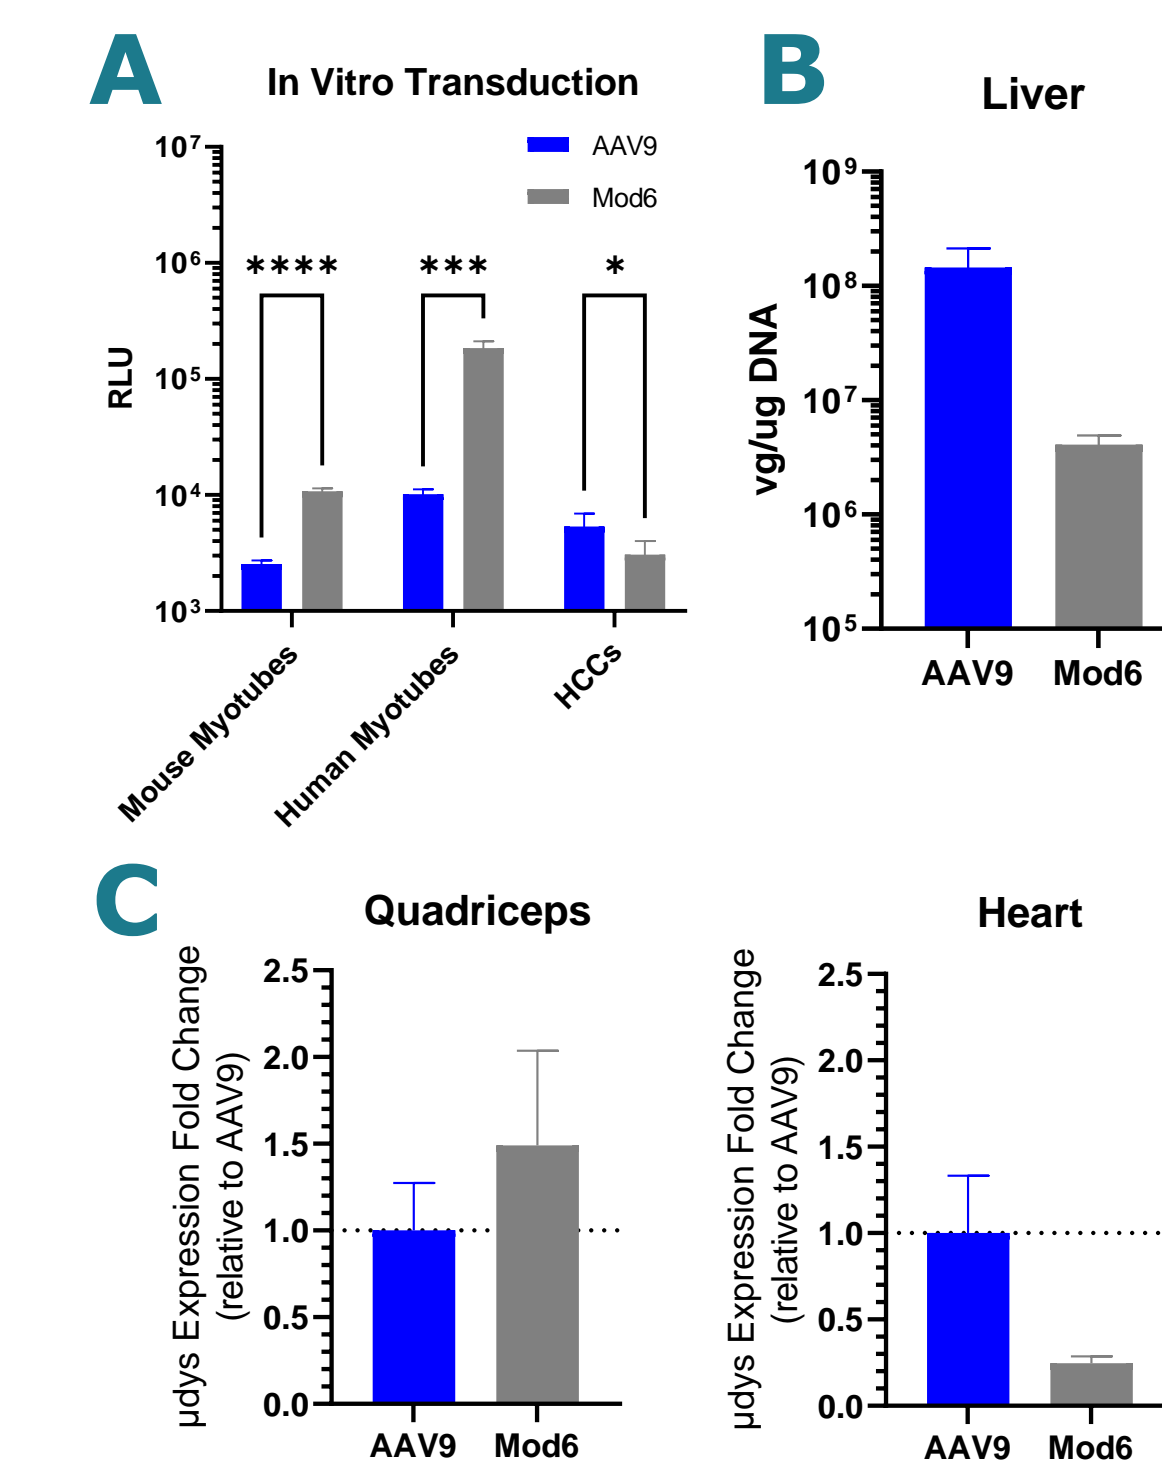 A
In Vitro Transduction
AAV9
Mod6
10⁷
10⁶
10⁵
10⁴
10³
RLU
**** *** *
Mouse Myotubes
Human Myotubes
HCCs
B
Liver
10⁹
10⁸
10⁷
10⁶
10⁵
vg/ug DNA
AAV9 Mod6
C
Quadriceps
2.5
2.0
1.5
1.0
0.5
0.0
µdys Expression Fold Change
(relative to AAV9)
AAV9 Mod6
Heart
2.5
2.0
1.5
1.0
0.5
0.0
µdys Expression Fold Change
(relative to AAV9)
AAV9 Mod6